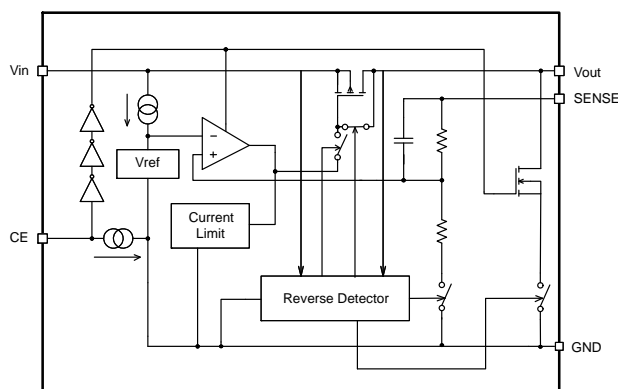 Vin
Vout
SENSE
−
+
Vref
CE
Current
Limit
Reverse Detector
GND